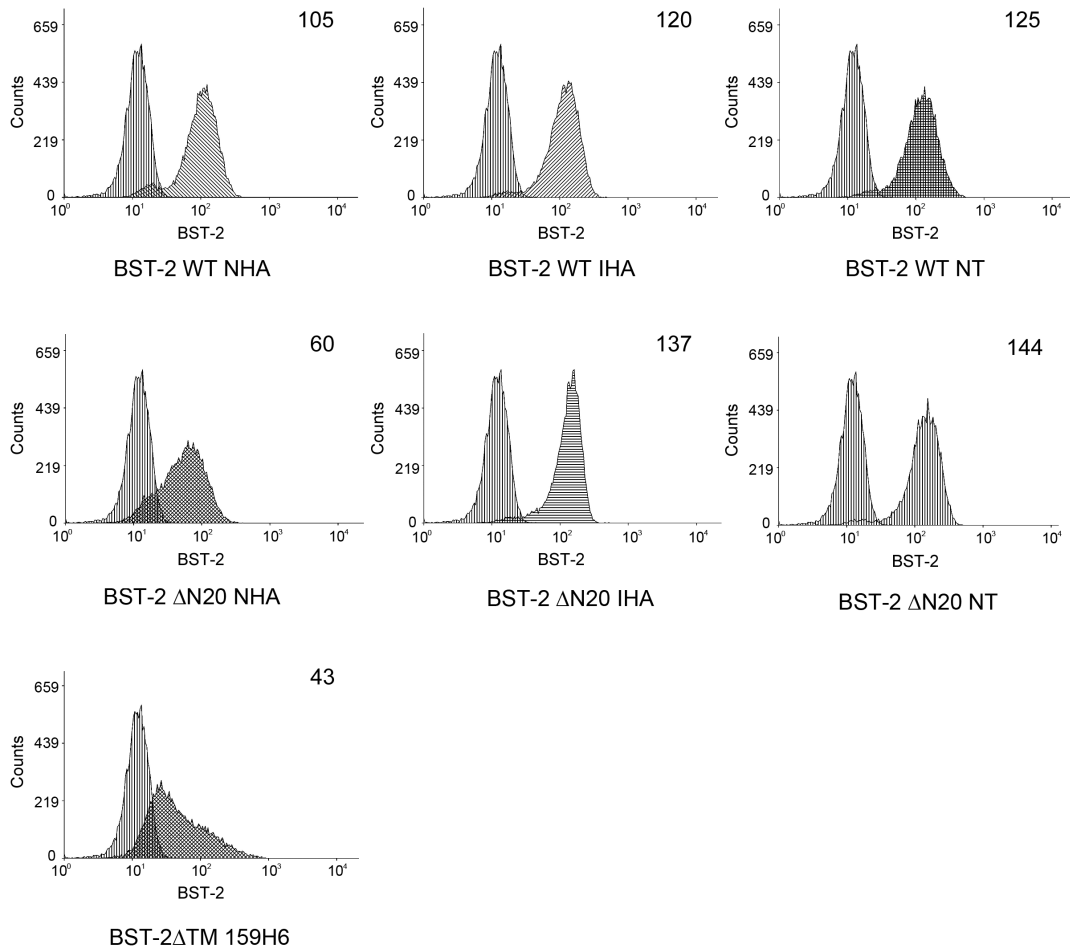 105
659
439
219
0
Counts
10⁰ 10¹ 10² 10³ 10⁴
BST-2
BST-2 WT NHA
120
659
439
219
0
Counts
10⁰ 10¹ 10² 10³ 10⁴
BST-2
BST-2 WT IHA
125
659
439
219
0
Counts
10⁰ 10¹ 10² 10³ 10⁴
BST-2
BST-2 WT NT
60
659
439
219
0
Counts
10⁰ 10¹ 10² 10³ 10⁴
BST-2
BST-2 ΔN20 NHA
137
659
439
219
0
Counts
10⁰ 10¹ 10² 10³ 10⁴
BST-2
BST-2 ΔN20 IHA
144
659
439
219
0
Counts
10⁰ 10¹ 10² 10³ 10⁴
BST-2
BST-2 ΔN20 NT
43
659
439
219
0
Counts
10⁰ 10¹ 10² 10³ 10⁴
BST-2
BST-2ΔTM 159H6